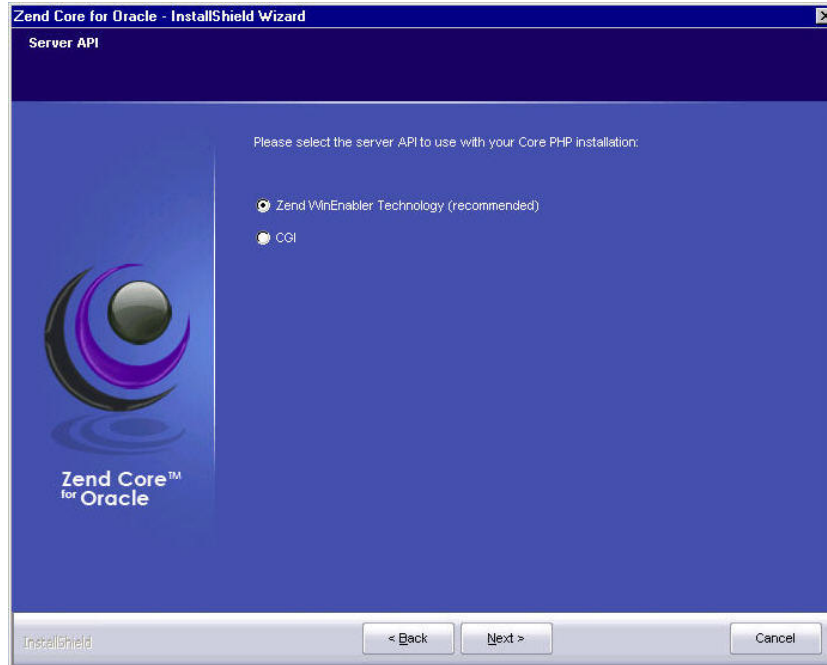 Zend Core for Oracle - InstallShield Wizard
Server API
Please select the server API to use with your Core PHP installation:
Zend WinEnabler Technology (recommended)
CGI
Zend Core™
for Oracle
InstallShield
< Back
Next >
Cancel